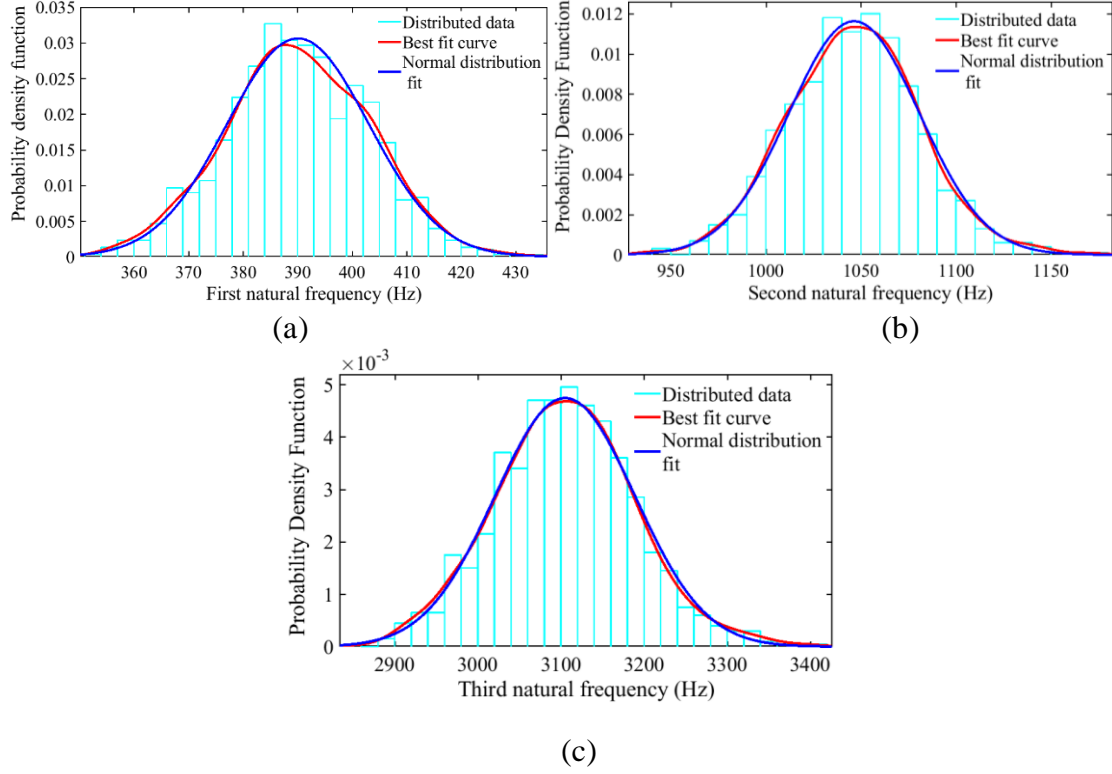 Probability density function
0.035
0.03
0.025
0.02
0.015
0.01
0.005
0
360 370 380 390 400 410 420 430
First natural frequency (Hz)
Distributed data
Best fit curve
Normal distribution
fit
(a)
Probability Density Function
0.012
0.01
0.008
0.006
0.004
0.002
0
950 1000 1050 1100 1150
Second natural frequency (Hz)
Distributed data
Best fit curve
Normal distribution
fit
(b)
×10-3
Probability Density Function
5
4
3
2
1
0
2900 3000 3100 3200 3300 3400
Third natural frequency (Hz)
Distributed data
Best fit curve
Normal distribution
fit
(c)